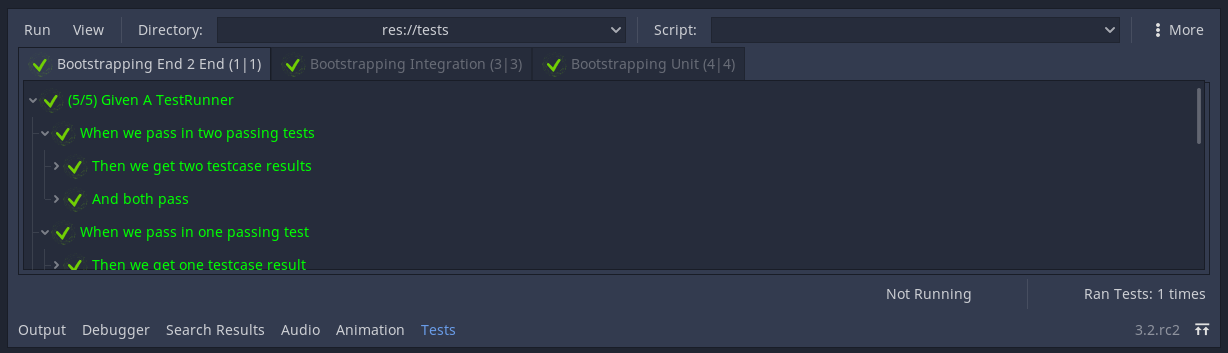 Run View Directory: res://tests Script: More
Bootstrapping End 2 End (1|1) Bootstrapping Integration (3|3) Bootstrapping Unit (4|4)
(5/5) Given A TestRunner
When we pass in two passing tests
Then we get two testcase results
And both pass
When we pass in one passing test
Then we get one testcase result
Not Running Ran Tests: 1 times
Output Debugger Search Results Audio Animation Tests 3.2.rc2